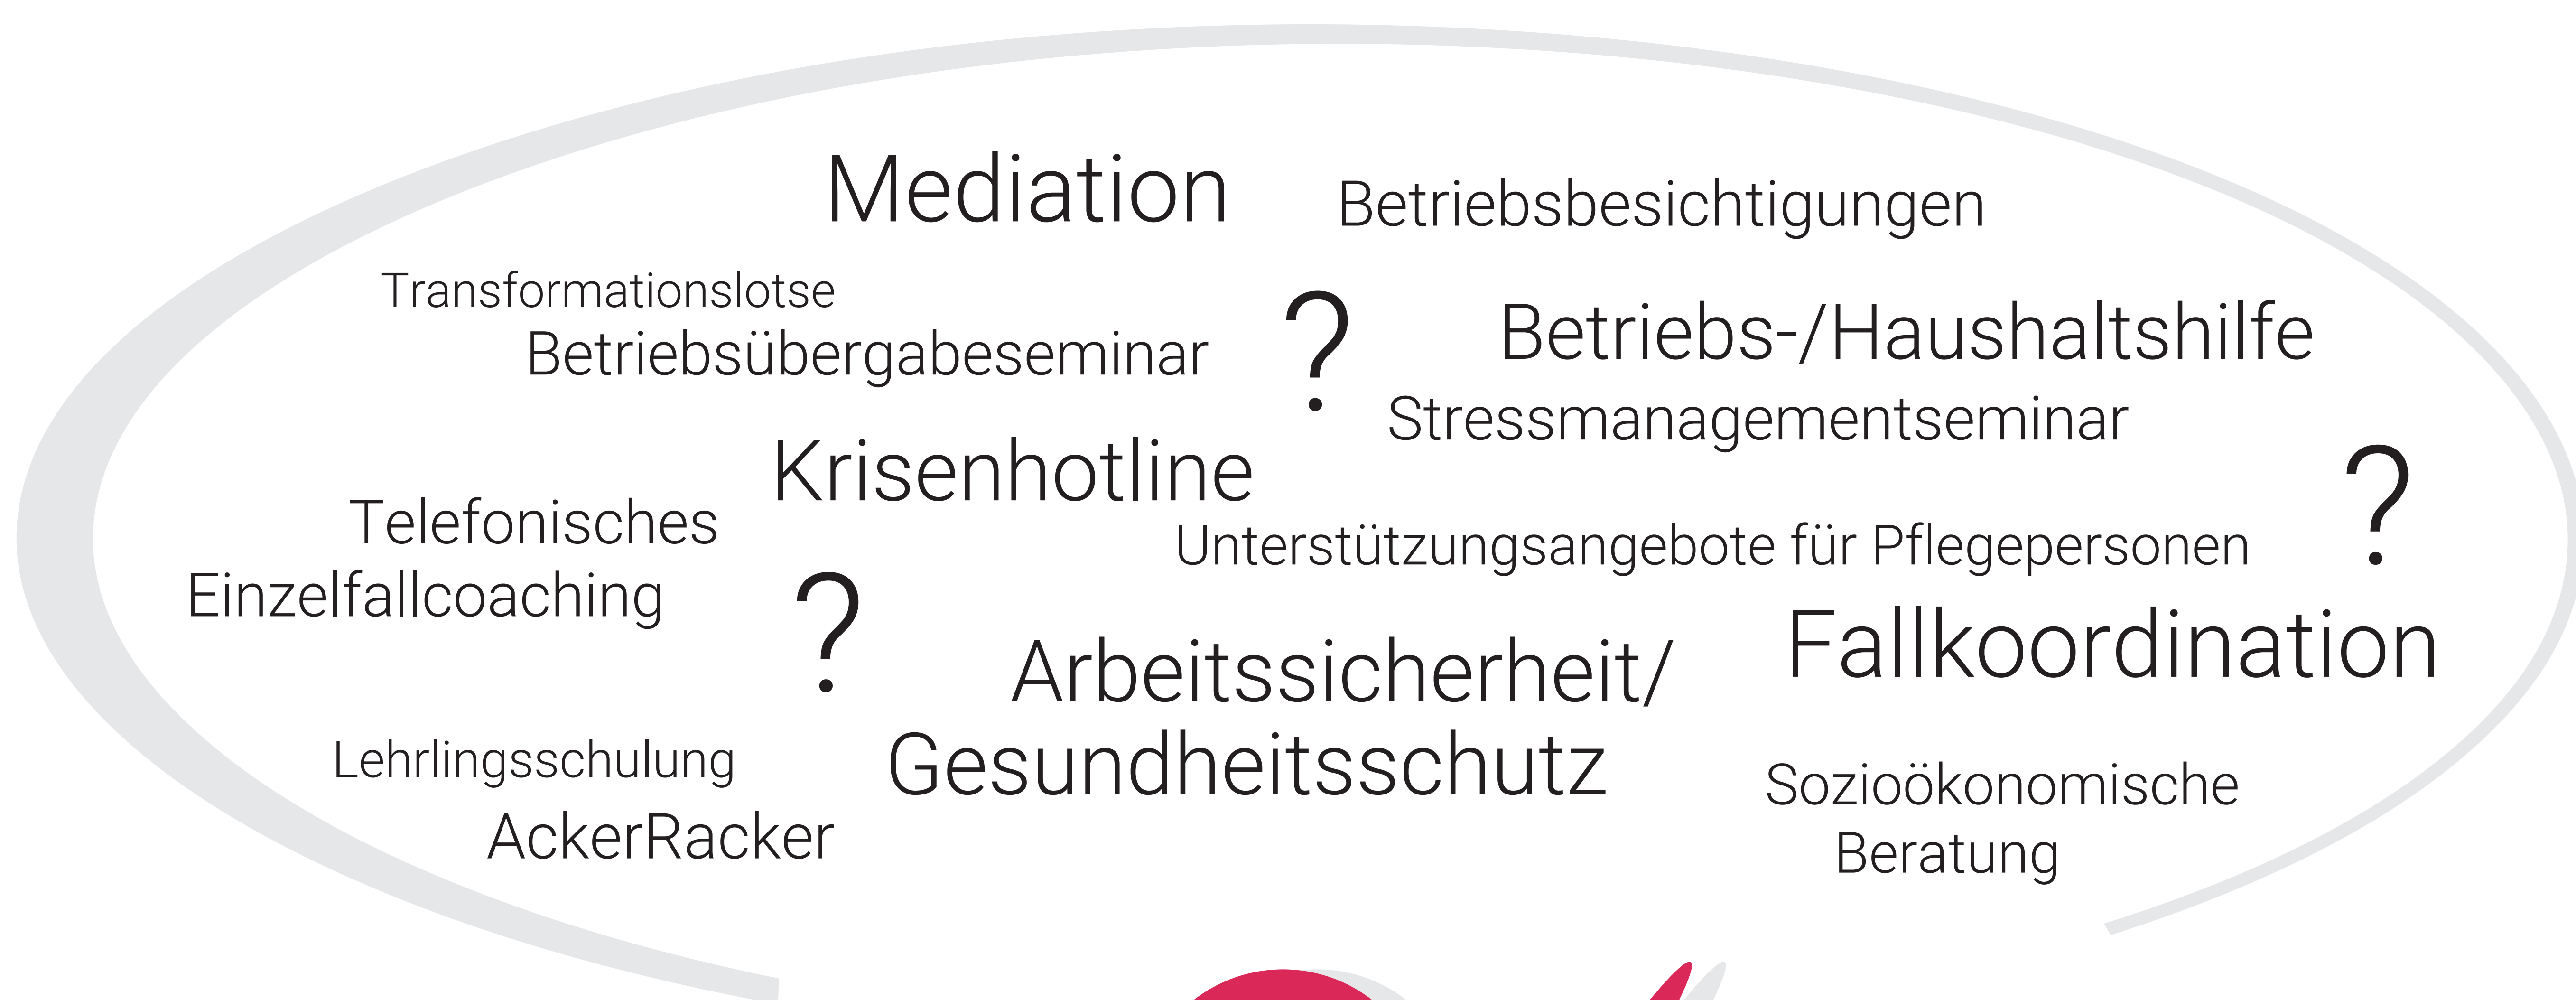 Mediation
Betriebsbesichtigungen
Transformationslotse
Betriebsübergabeseminar
?
Betriebs-/Haushaltshilfe
Stressmanagementseminar
Krisenhotline
?
Telefonisches
Einzelfallcoaching
Unterstützungsangebote für Pflegepersonen
?
Fallkoordination
Arbeitssicherheit/
Gesundheitsschutz
Lehrlingsschulung
AckerRacker
Sozioökonomische
Beratung